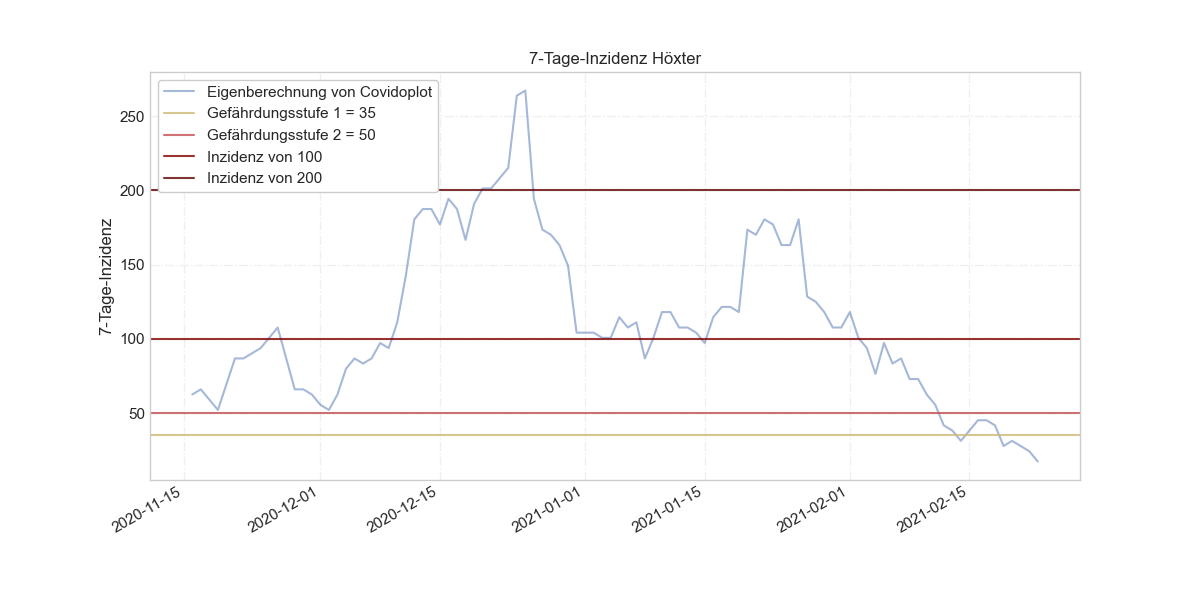 7-Tage-Inzidenz Höxter
Eigenberechnung von Covidoplot
Gefährdungsstufe 1 = 35
Gefährdungsstufe 2 = 50
Inzidenz von 100
Inzidenz von 200
7-Tage-Inzidenz
250
200
150
100
50
2020-11-15
2020-12-01
2020-12-15
2021-01-01
2021-01-15
2021-02-01
2021-02-15